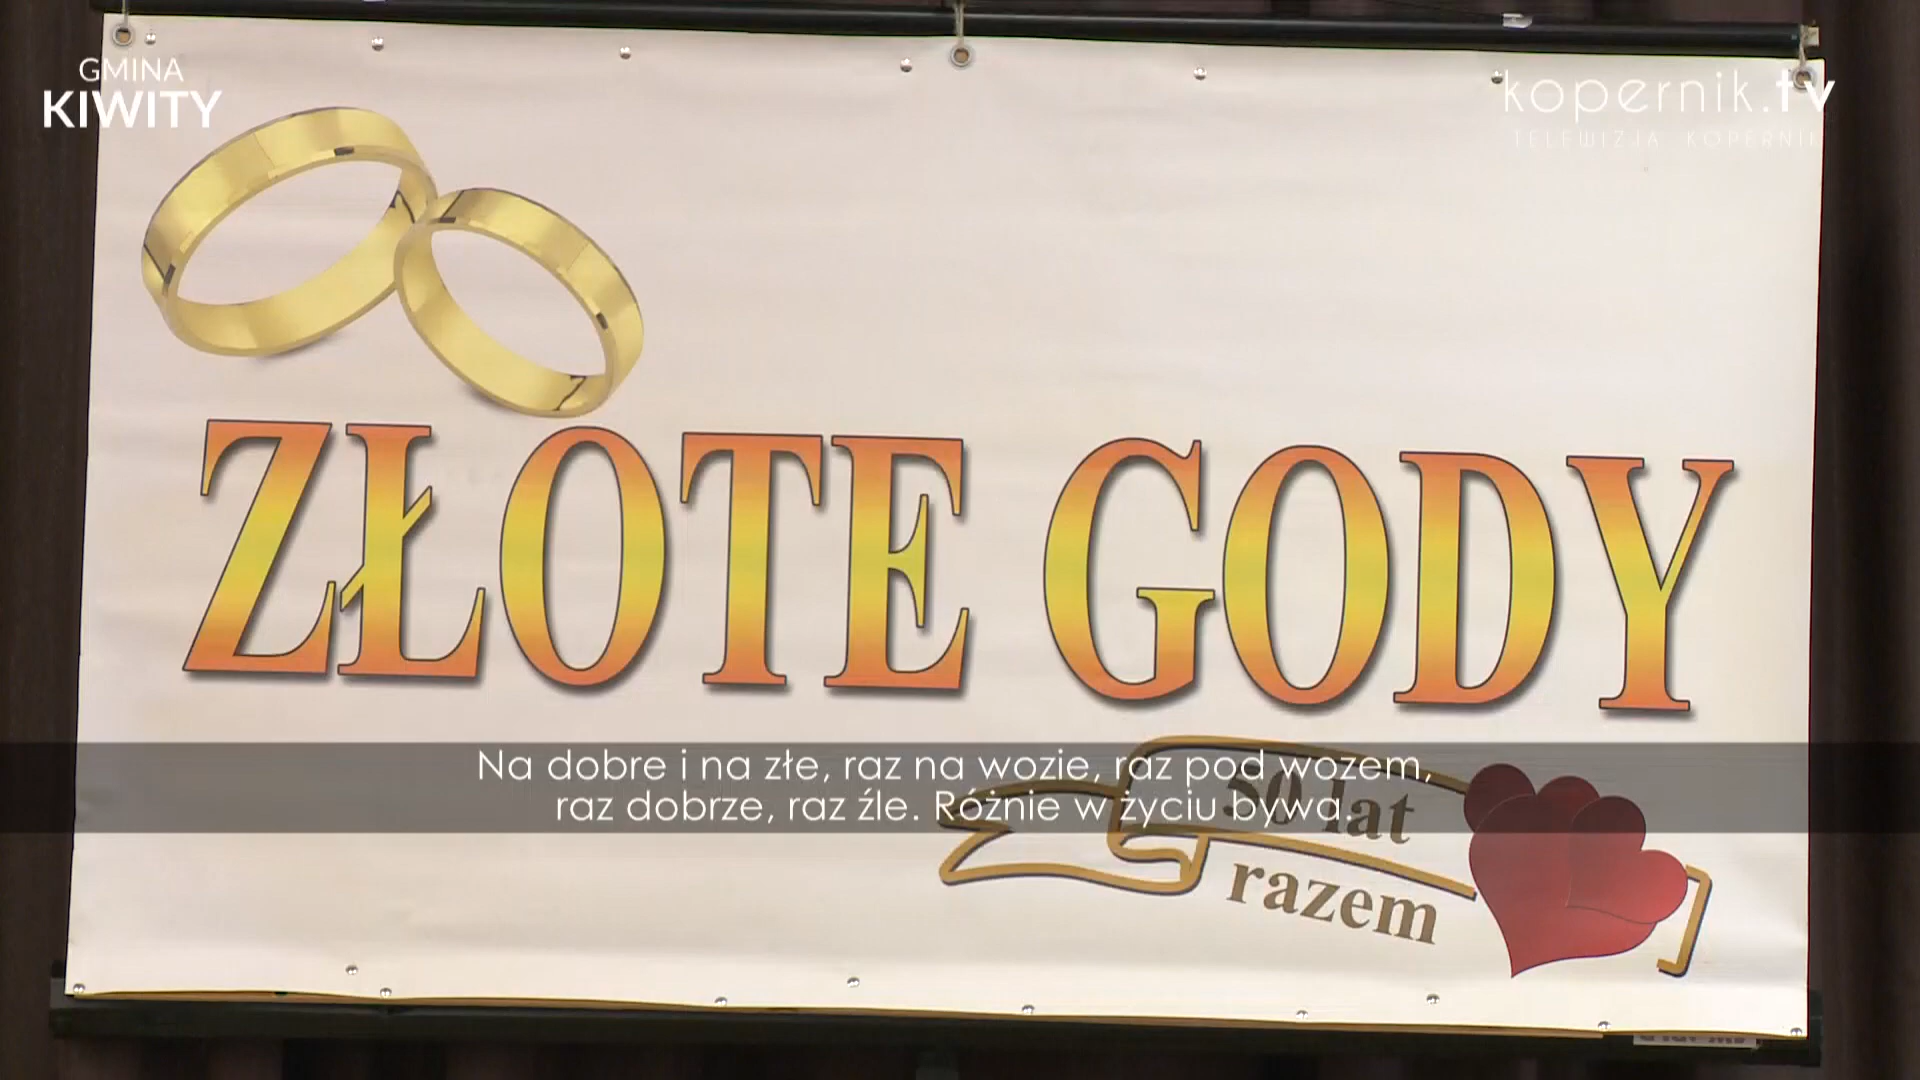 GMINA
KIWITY
kopernik.tv
TELEWIZJA KOPERNIK
ZŁOTE GODY
Na dobre i na złe, raz na wozie, raz pod wozem,
raz dobrze, raz źle. Różnie w życiu bywa.
50 lat
razem